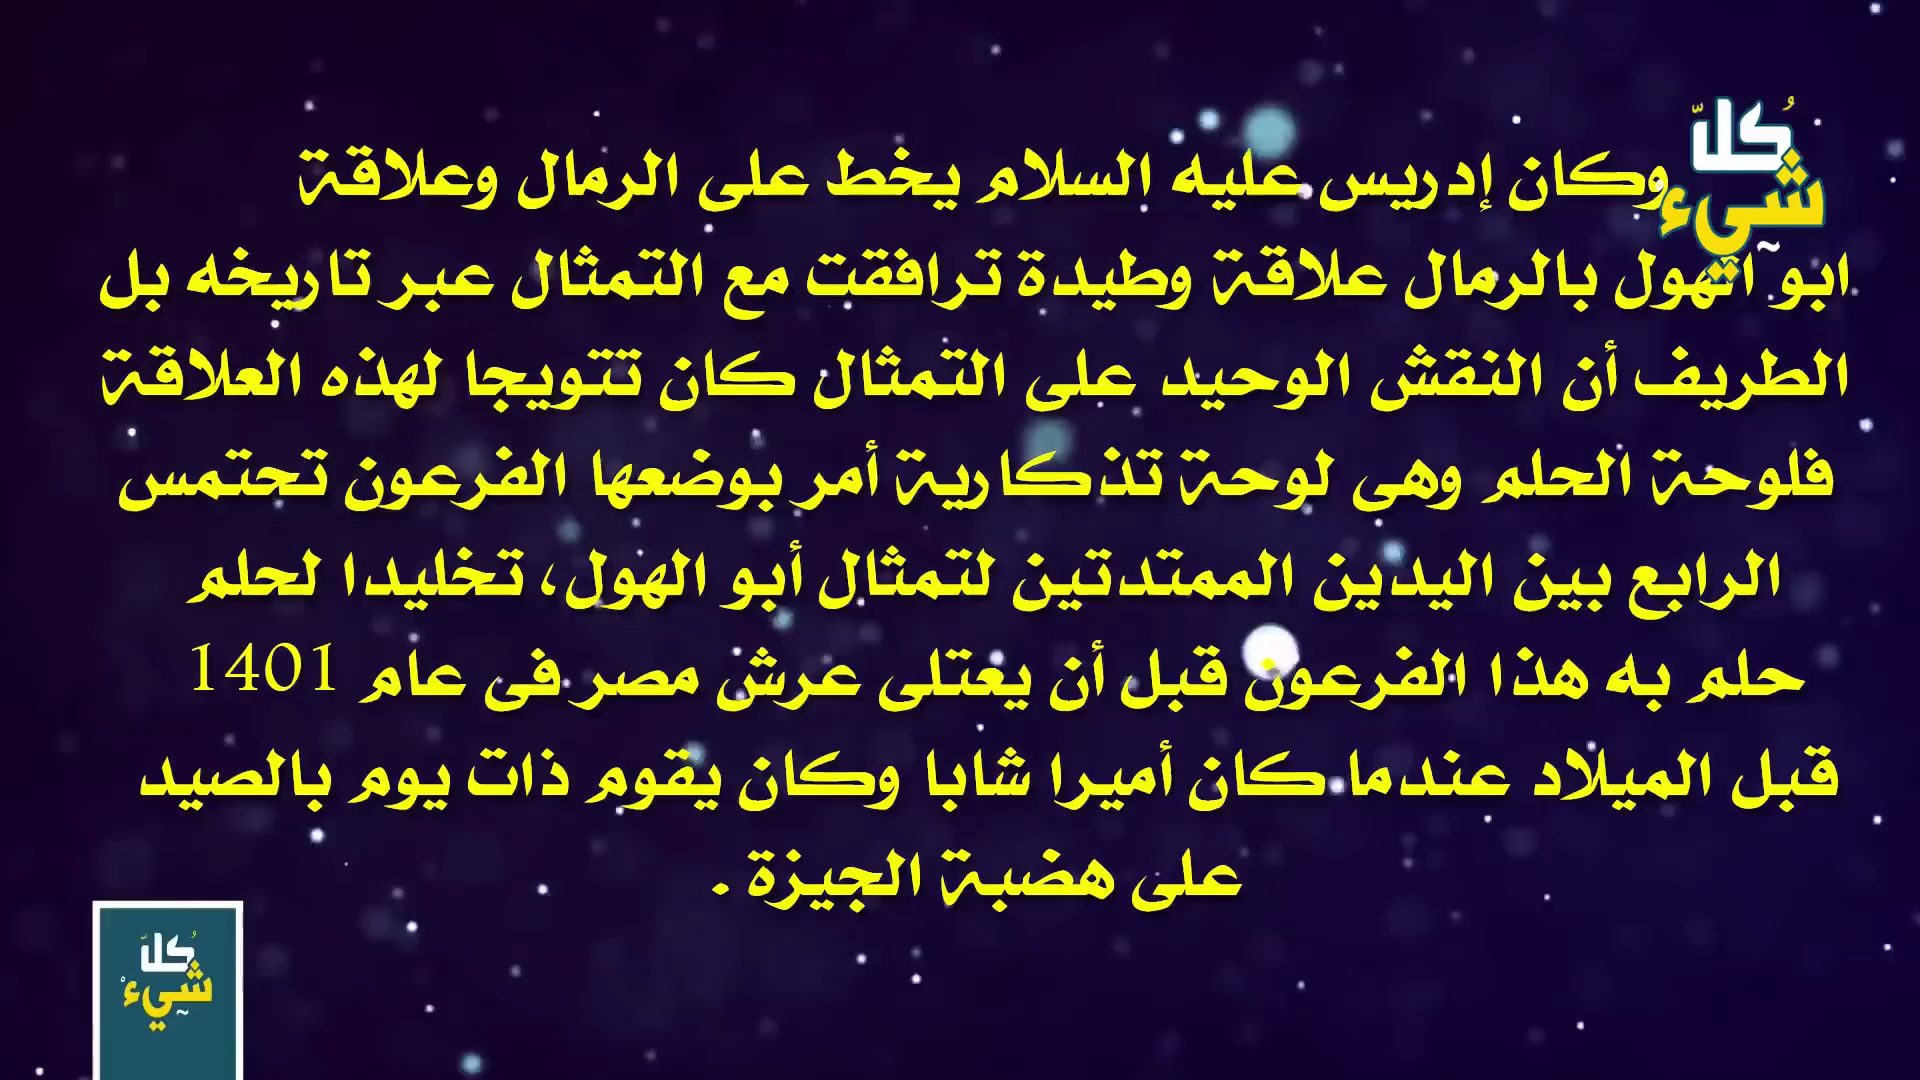 كلّ
شيء
وكان إدريس عليه السلام يخط على الرمال وعلاقة
ابو الهول بالرمال علاقة وطيدة ترافقت مع التمثال عبر تاريخه بل
الطريف أن النقش الوحيد على التمثال كان تتويجا لهذه العلاقة
فلوحة الحلم وهى لوحة تذكارية أمر بوضعها الفرعون تحتمس
الرابع بين اليدين الممتدتين لتمثال أبو الهول، تخليدا لحلم
حلم به هذا الفرعون قبل أن يعتلى عرش مصر فى عام 1401
قبل الميلاد عندما كان أميرا شابا وكان يقوم ذات يوم بالصيد
على هضبة الجيزة .
كلّ
شيء